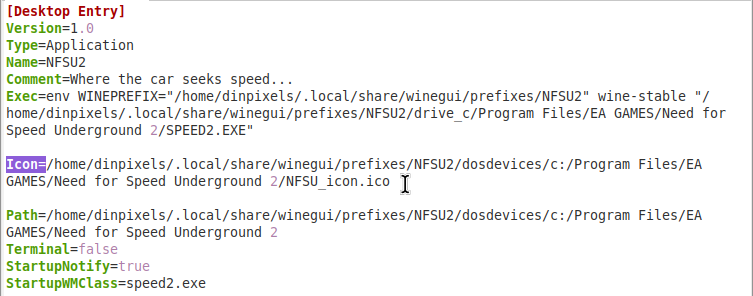 [Desktop Entry]
Version=1.0
Type=Application
Name=NFSU2
Comment=Where the car seeks speed...
Exec=env WINEPREFIX="/home/dinpixels/.local/share/winegui/prefixes/NFSU2" wine-stable "/
home/dinpixels/.local/share/winegui/prefixes/NFSU2/drive_c/Program Files/EA GAMES/Need for
Speed Underground 2/SPEED2.EXE"
Icon=/home/dinpixels/.local/share/winegui/prefixes/NFSU2/dosdevices/c:/Program Files/EA
GAMES/Need for Speed Underground 2/NFSU_icon.ico
Path=/home/dinpixels/.local/share/winegui/prefixes/NFSU2/dosdevices/c:/Program Files/EA
GAMES/Need for Speed Underground 2
Terminal=false
StartupNotify=true
StartupWMClass=speed2.exe